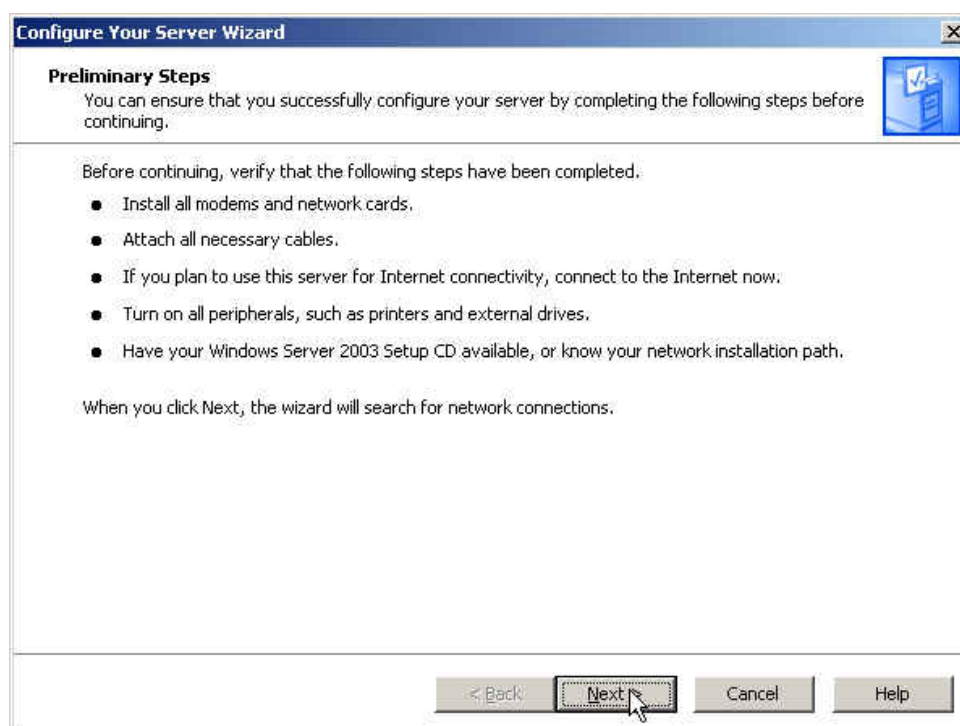 Configure Your Server Wizard
Preliminary Steps
You can ensure that you successfully configure your server by completing the following steps before
continuing.
Before continuing, verify that the following steps have been completed.
● Install all modems and network cards.
● Attach all necessary cables.
● If you plan to use this server for Internet connectivity, connect to the Internet now.
● Turn on all peripherals, such as printers and external drives.
● Have your Windows Server 2003 Setup CD available, or know your network installation path.
When you click Next, the wizard will search for network connections.
< Back Next > Cancel Help